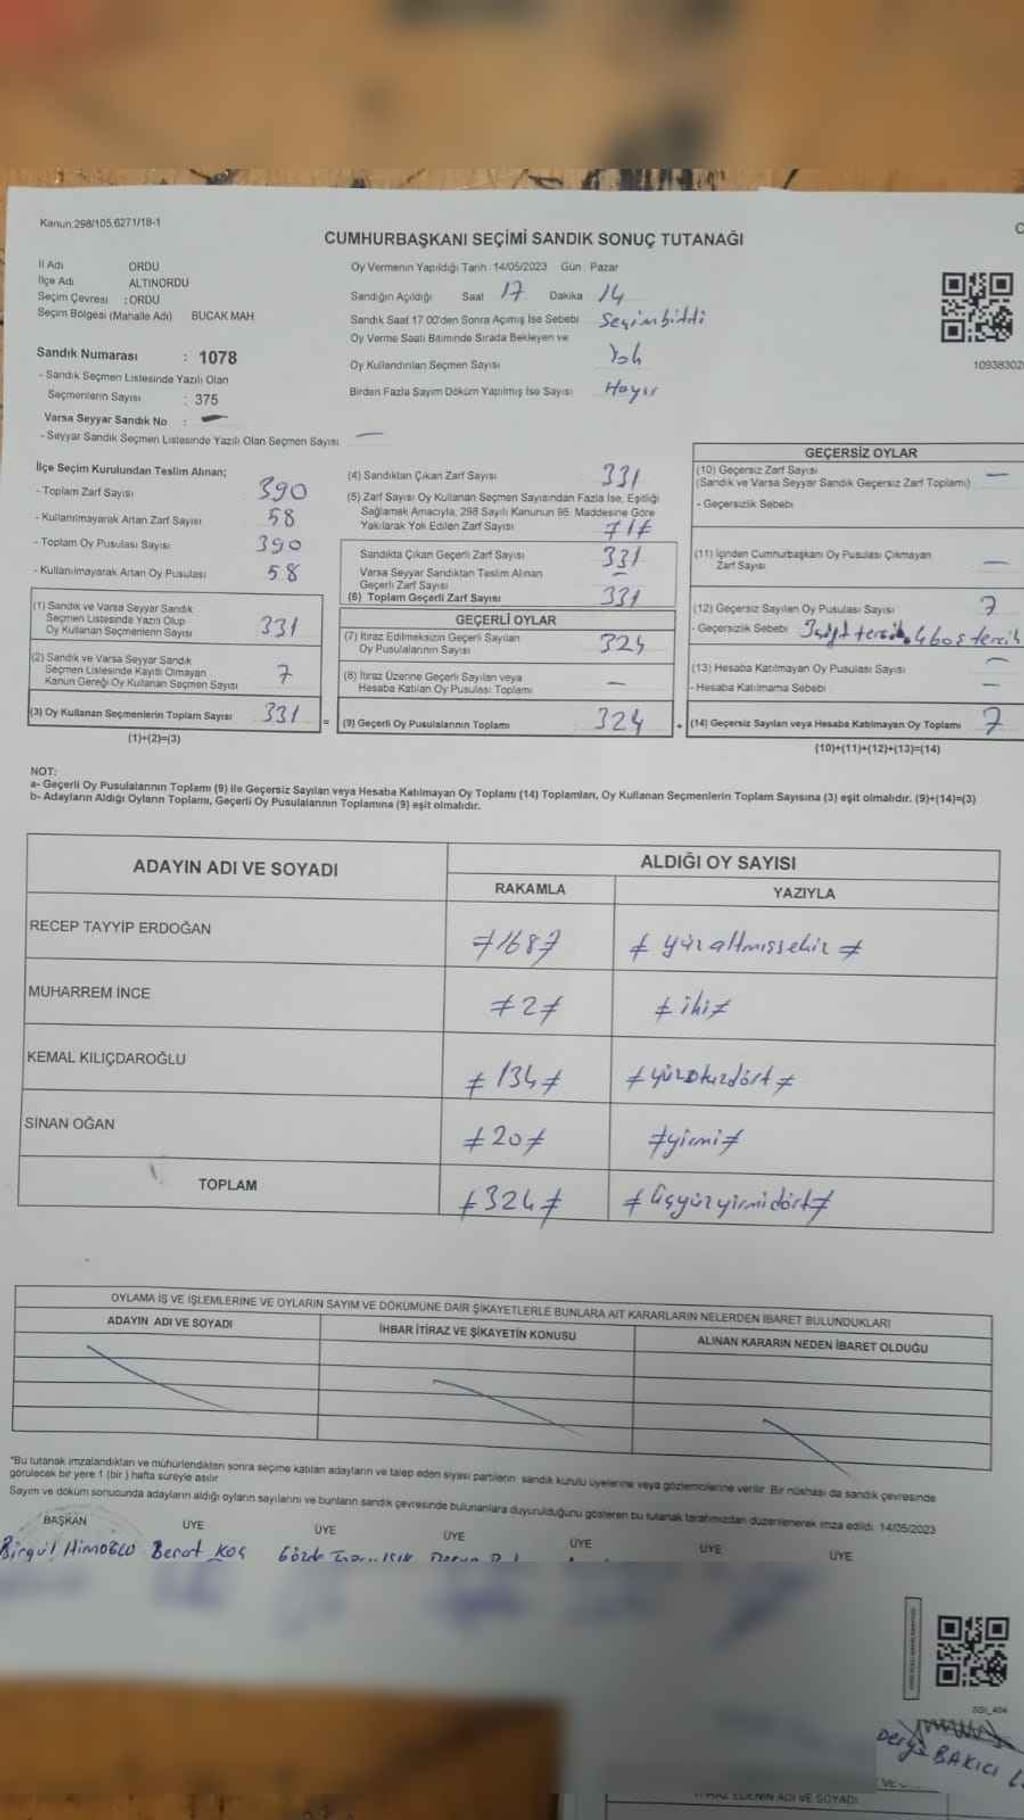 Kanun:298/105,6271/18-1
CUMHURBAŞKANI SEÇİMİ SANDIK SONUÇ TUTANAĞI
İl Adı ORDU
İlçe Adı ALTINORDU
Seçim Çevresi :ORDU
Seçim Bölgesi (Mahalle Adı) BUCAK MAH
Sandık Numarası : 1078
- Sandık Seçmen Listesinde Yazılı Olan
Seçmenlerin Sayısı : 375
Varsa Seyyar Sandık No :
- Seyyar Sandık Seçmen Listesinde Yazılı Olan Seçmen Sayısı —
Oy Vermenin Yapıldığı Tarih :14/05/2023 Gün : Pazar
Sandığın Açıldığı Saat 17 Dakika 14
Sandık Saat 17:00'den Sonra Açımış İse Sebebi Seçim bitti
Oy Verme Saati Bitiminde Sırada Bekleyen ve
Oy Kullandırılan Seçmen Sayısı Yok
Birden Fazla Sayım Döküm Yapılmış İse Sayısı Hayır
10938302
İlçe Seçim Kurulundan Teslim Alınan;
- Toplam Zarf Sayısı 390
- Kullanılmayarak Artan Zarf Sayısı 58
- Toplam Oy Pusulası Sayısı 390
- Kullanılmayarak Artan Oy Pusulası 58
(1) Sandık ve Varsa Seyyar Sandık
Seçmen Listesinde Yazılı Olup
Oy Kullanan Seçmenlerin Sayısı 331
(2) Sandık ve Varsa Seyyar Sandık
Seçmen Listesinde Kayıtlı Olmayan
Kanun Gereği Oy Kullanan Seçmen Sayısı 7
(3) Oy Kullanan Seçmenlerin Toplam Sayısı 331 =
(1)+(2)=(3)
(4) Sandıktan Çıkan Zarf Sayısı 331
(5) Zarf Sayısı Oy Kullanan Seçmen Sayısından Fazla İse, Eşitliği
Sağlamak Amacıyla, 298 Sayılı Kanunun 98. Maddesine Göre
Yakılarak Yok Edilen Zarf Sayısı
Sandıkta Çıkan Geçerli Zarf Sayısı 331
Varsa Seyyar Sandıktan Teslim Alınan
Geçerli Zarf Sayısı —
(6) Toplam Geçerli Zarf Sayısı 331
GEÇERLİ OYLAR
(7) İtiraz Edilmeksizin Geçerli Sayılan
Oy Pusulalarının Sayısı 324
(8) İtiraz Üzerine Geçerli Sayılan veya
Hesaba Katılan Oy Pusulası Toplamı —
(9) Geçerli Oy Pusulalarının Toplamı 324 +
GEÇERSİZ OYLAR
(10) Geçersiz Zarf Sayısı —
(Sandık ve Varsa Seyyar Sandık Geçersiz Zarf Toplamı)
- Geçersizlik Sebebi
(11) İçinden Cumhurbaşkanı Oy Pusulası Çıkmayan
Zarf Sayısı —
(12) Geçersiz Sayılan Oy Pusulası Sayısı 7
- Geçersizlik Sebebi tercih 4 boş tercih
(13) Hesaba Katılmayan Oy Pusulası Sayısı —
- Hesaba Katılmama Sebebi —
(14) Geçersiz Sayılan veya Hesaba Katılmayan Oy Toplamı 7
(10)+(11)+(12)+(13)=(14)
NOT:
a- Geçerli Oy Pusulalarının Toplamı (9) ile Geçersiz Sayılan veya Hesaba Katılmayan Oy Toplamı (14) Toplamları, Oy Kullanan Seçmenlerin Toplam Sayısına (3) eşit olmalıdır. (9)+(14)=(3)
b- Adayların Aldığı Oyların Toplamı, Geçerli Oy Pusulalarının Toplamına (9) eşit olmalıdır.
ADAYIN ADI VE SOYADI ALDIĞI OY SAYISI
RAKAMLA YAZIYLA
RECEP TAYYİP ERDOĞAN ≠168≠ ≠ yüzaltmışsekiz ≠
MUHARREM İNCE ≠2≠ ≠ iki ≠
KEMAL KILIÇDAROĞLU ≠134≠ ≠ yüzotuzdört ≠
SİNAN OĞAN ≠20≠ ≠yirmi≠
TOPLAM ≠324≠ ≠ üçyüzyirmidört≠
OYLAMA İŞ VE İŞLEMLERİNE VE OYLARIN SAYIM VE DÖKÜMÜNE DAİR ŞİKAYETLERLE BUNLARA AİT KARARLARIN NELERDEN İBARET BULUNDUKLARI
ADAYIN ADI VE SOYADI İHBAR İTİRAZ VE ŞİKAYETİN KONUSU ALINAN KARARIN NEDEN İBARET OLDUĞU
"Bu tutanak imzalandıktan ve mühürlendikten sonra seçime katılan adayların ve talep eden siyasi partilerin sandık kurulu üyelerine veya gözlemcilerine verilir. Bir nüshası da sandık çevresinde
görülecek bir yere 1 (bir) hafta süreyle asılır.
Sayım ve döküm sonucunda adayların aldığı oyların sayılarını ve bunların sandık çevresinde bulunanlara duyurulduğunu gösteren bu tutanak tarafımızdan düzenlenerek imza edildi. 14/05/2023
BAŞKAN ÜYE ÜYE ÜYE ÜYE ÜYE ÜYE
Berat Koç
Derya BAKICI